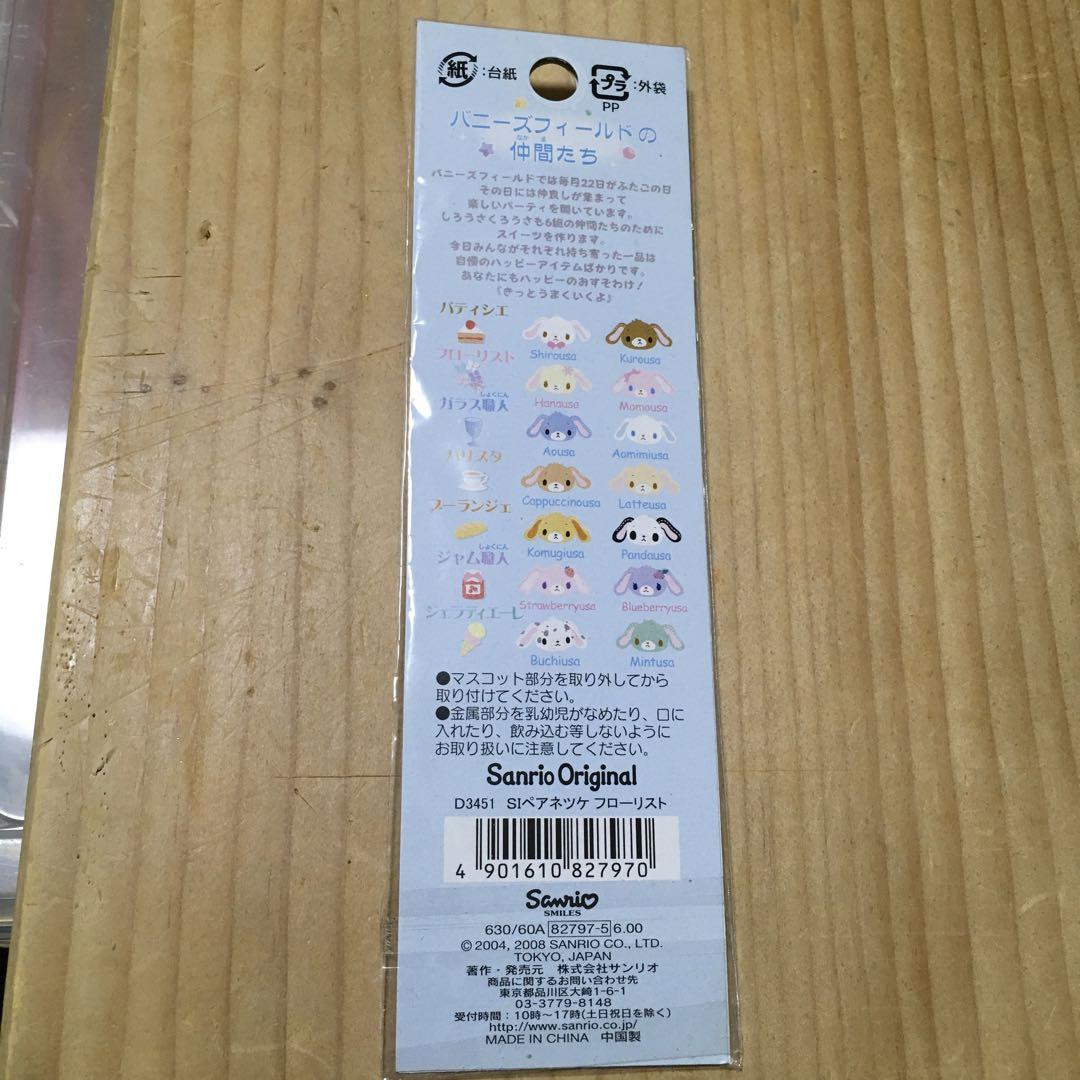 紙:台紙
プラ:外袋
PP
バニーズフィールドの
なか ま
仲間たち
バニーズフィールドでは毎月22日がふたごの日
その日には仲良しが集まって
楽しいパーティを開いています。
しろうさくろうさも6組の仲間たちのために
スイーツを作ります。
今日みんながそれぞれ持ち寄った一品は
自慢のハッピーアイテムばかりです。
あなたにもハッピーのおすそわけ!
『きっとうまくいくよ』
パティシエ
Shirousa Kurousa
フローリスト
Hanausa Momousa
しょくにん
ガラス職人
Aousa Aomimiusa
バリスタ
Cappuccinousa Latteusa
ブーランジェ
Komugiusa Pandausa
しょくにん
ジャム職人
Strawberryusa Blueberryusa
ジェラティエーレ
Buchiusa Mintusa
●マスコット部分を取り外してから
取り付けてください。
●金属部分を乳幼児がなめたり、口に
入れたり、飲み込む等しないように
お取り扱いに注意してください。
Sanrio Original
D3451 SIペアネツケ フローリスト
4 901610 827970
Sanrio
SMILES
630/60A 82797-5 6.00
© 2004, 2008 SANRIO CO., LTD.
TOKYO, JAPAN
著作・発売元 株式会社サンリオ
商品に関するお問い合わせ先
東京都品川区大崎1-6-1
03-3779-8148
受付時間:10時~17時(土日祝日を除く)
http://www.sanrio.co.jp/
MADE IN CHINA 中国製